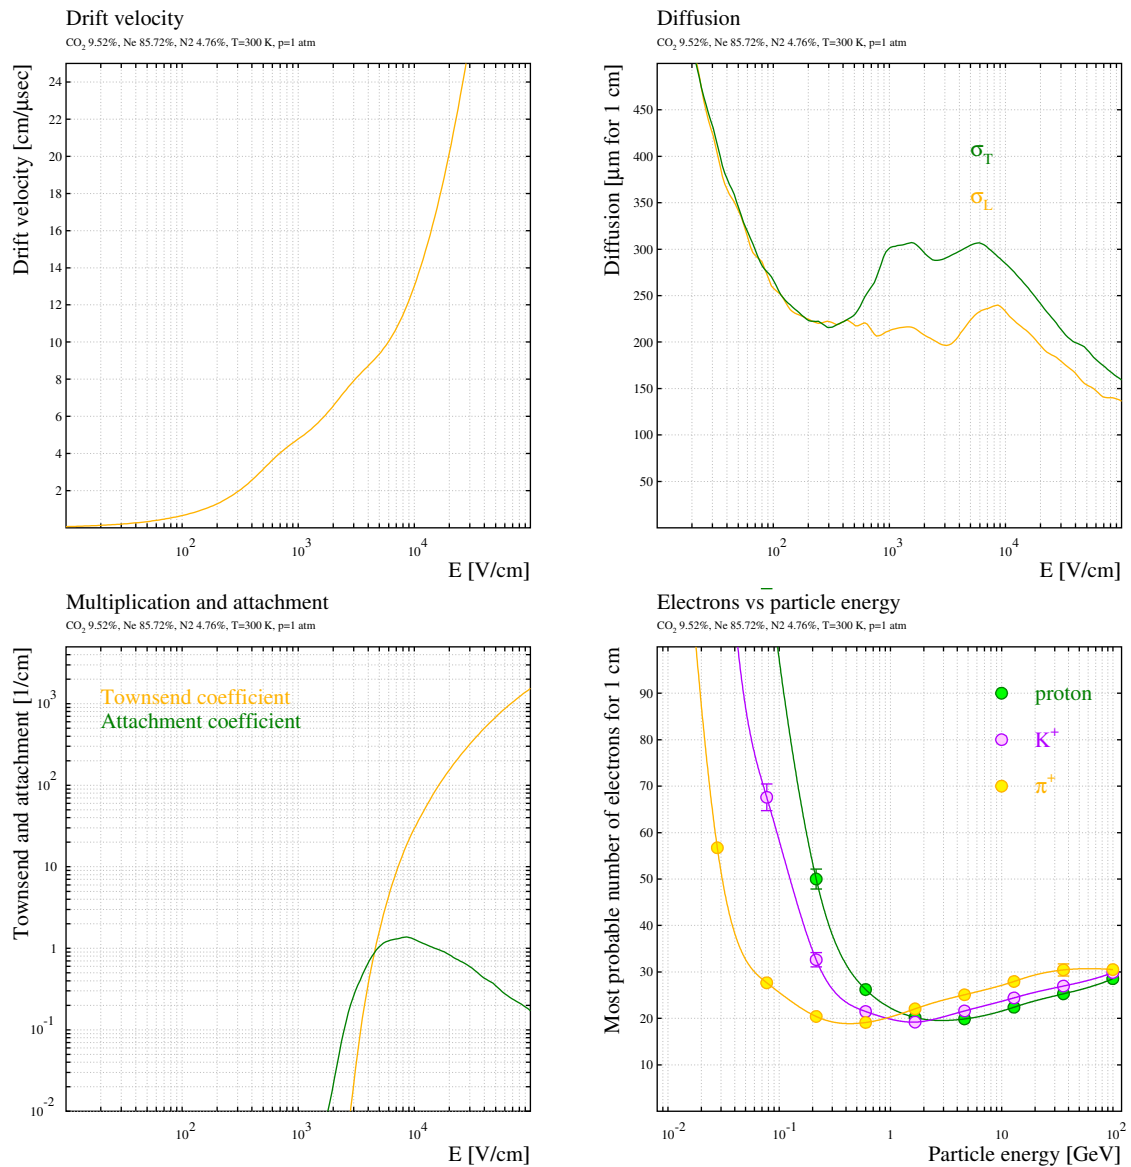 Drift velocity
CO2 9.52%, Ne 85.72%, N2 4.76%, T=300 K, p=1 atm
Drift velocity [cm/μsec]
24
22
20
18
16
14
12
10
8
6
4
2
10^2
10^3
10^4
E [V/cm]
Diffusion
CO2 9.52%, Ne 85.72%, N2 4.76%, T=300 K, p=1 atm
Diffusion [μm for 1 cm]
450
400
350
300
250
200
150
100
50
σT
σL
10^2
10^3
10^4
E [V/cm]
Multiplication and attachment
CO2 9.52%, Ne 85.72%, N2 4.76%, T=300 K, p=1 atm
Townsend and attachment [1/cm]
Townsend coefficient
Attachment coefficient
10^3
10^2
10
1
10^-1
10^-2
10^2
10^3
10^4
E [V/cm]
Electrons vs particle energy
CO2 9.52%, Ne 85.72%, N2 4.76%, T=300 K, p=1 atm
Most probable number of electrons for 1 cm
90
80
70
60
50
40
30
20
10
proton
K+
π+
10^-2
10^-1
1
10
10^2
Particle energy [GeV]